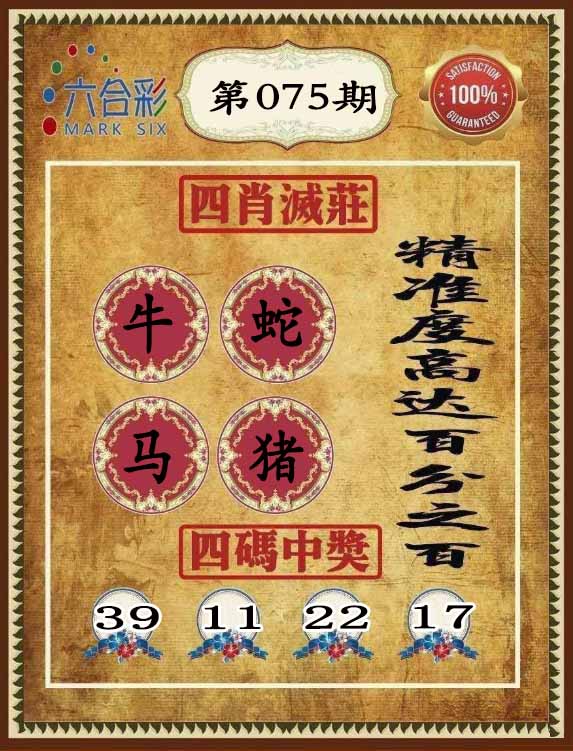 六合彩
MARK SIX
第075期
SATISFACTION
100%
GUARANTEED
四肖滅莊
牛 蛇
马 猪
精准度高达百分之百
四碼中獎
39 11 22 17